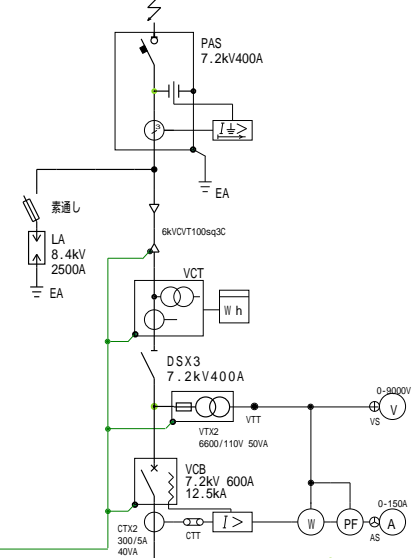 PAS
7.2kV400A
3
I>
EA
素通し
LA
8.4kV
2500A
EA
6kVCVT100sq3C
VCT
Wh
DSX3
7.2kV400A
0-9000V
V
VS
VTT
VTX2
6600/110V 50VA
VCB
7.2kV 600A
12.5kA
CTX2
300/5A
40VA
CTT
I>
W
PF
0-150A
A
AS